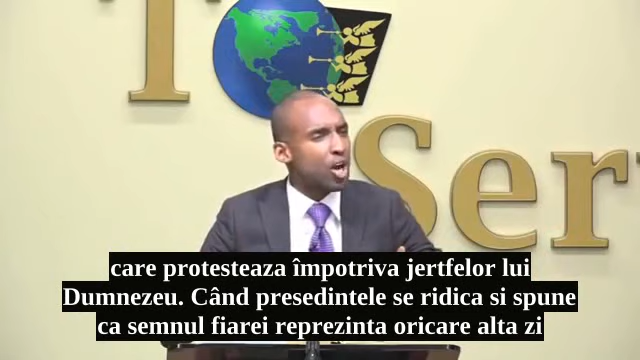 T
Ser
care protesteaza împotriva jertfelor lui
Dumnezeu. Când presedintele se ridica si spune
ca semnul fiarei reprezinta oricare alta zi